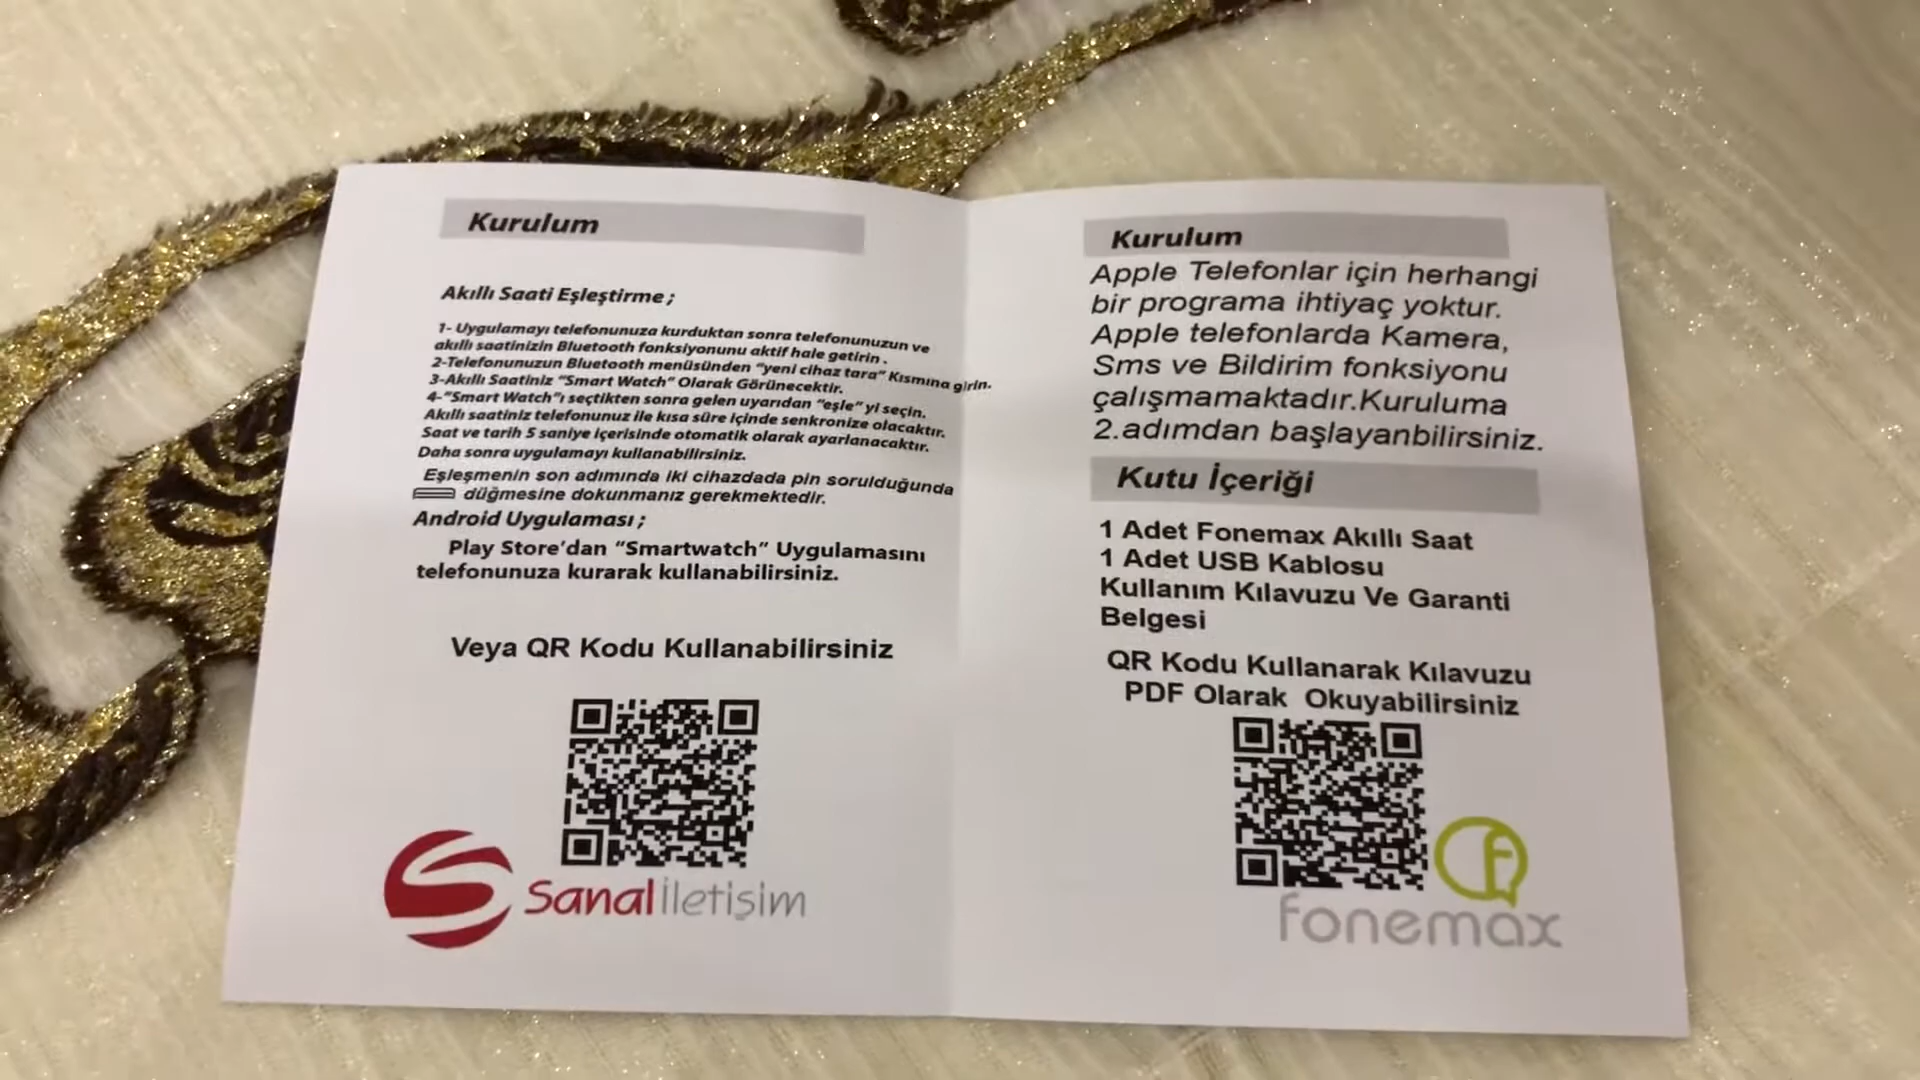 Kurulum
Akıllı Saati Eşleştirme ;
1- Uygulamayı telefonunuza kurduktan sonra telefonunuzun ve
akıllı saatinizin Bluetooth fonksiyonunu aktif hale getirin .
2-Telefonunuzun Bluetooth menüsünden "yeni cihaz tara" Kısmına girin.
3-Akıllı Saatiniz "Smart Watch" Olarak Görünecektir.
4-"Smart Watch"ı seçtikten sonra gelen uyarıdan "eşle" yi seçin.
Akıllı saatiniz telefonunuz ile kısa süre içinde senkronize olacaktır.
Saat ve tarih 5 saniye içerisinde otomatik olarak ayarlanacaktır.
Daha sonra uygulamayı kullanabilirsiniz.
Eşleşmenin son adımında iki cihazdada pin sorulduğunda
düğmesine dokunmanız gerekmektedir.
Android Uygulaması ;
Play Store'dan "Smartwatch" Uygulamasını
telefonunuza kurarak kullanabilirsiniz.
Veya QR Kodu Kullanabilirsiniz
Sanal iletişim
Kurulum
Apple Telefonlar için herhangi
bir programa ihtiyaç yoktur.
Apple telefonlarda Kamera,
Sms ve Bildirim fonksiyonu
çalışmamaktadır.Kuruluma
2.adımdan başlayanbilirsiniz.
Kutu İçeriği
1 Adet Fonemax Akıllı Saat
1 Adet USB Kablosu
Kullanım Kılavuzu Ve Garanti
Belgesi
QR Kodu Kullanarak Kılavuzu
PDF Olarak Okuyabilirsiniz
fonemax